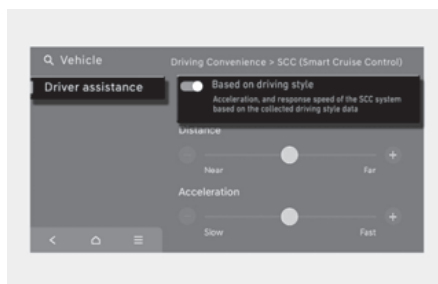 Vehicle
Driving Convenience > SCC (Smart Cruise Control)
Driver assistance
Based on driving style
Acceleration, and response speed of the SCC system
based on the collected driving style data
Distance
Near
Far
Acceleration
Slow
Fast